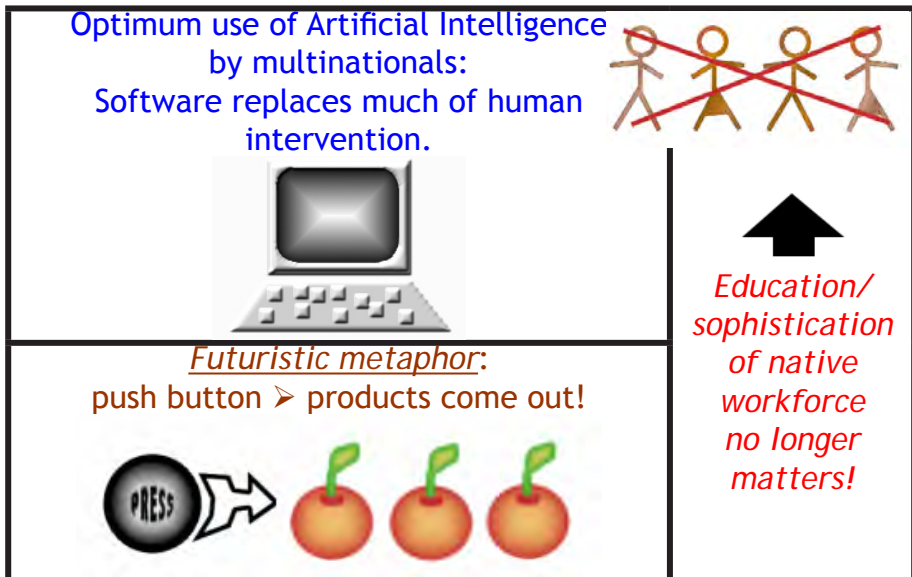 Optimum use of Artificial Intelligence
by multinationals:
Software replaces much of human
intervention.
Education/
sophistication
of native
workforce
no longer
matters!
Futuristic metaphor:
push button ➢ products come out!
PRESS